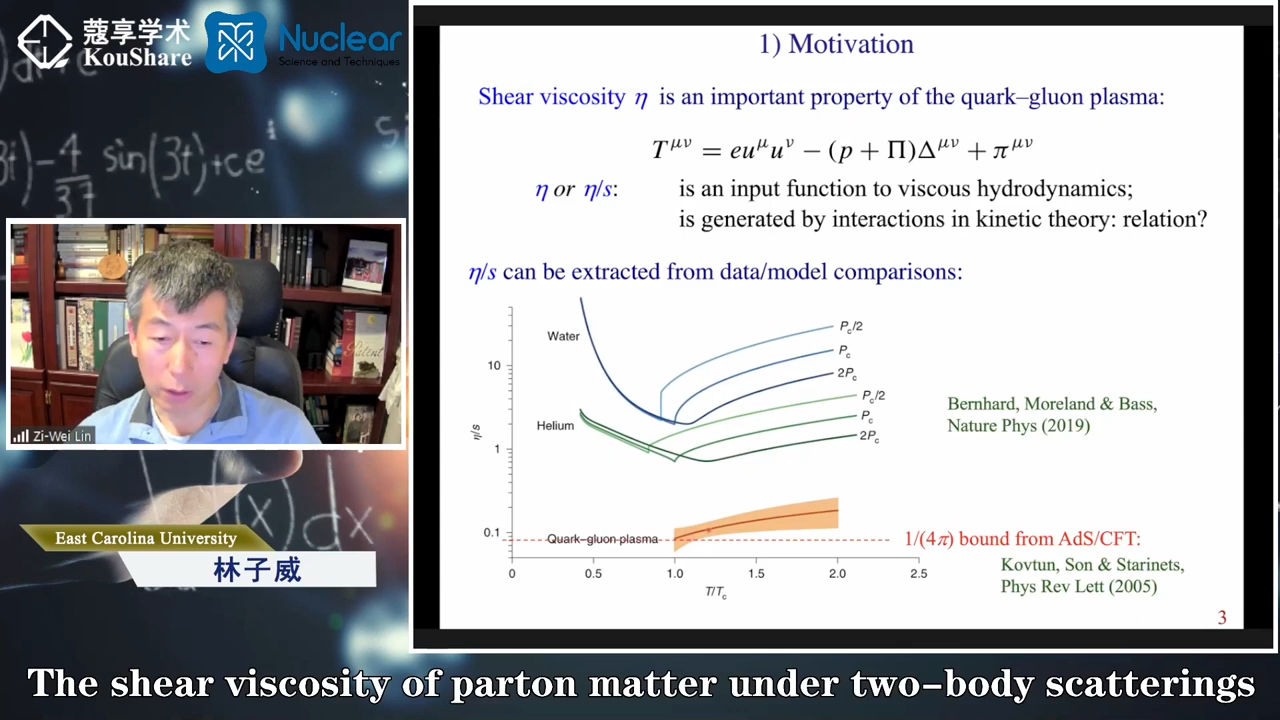 蔻享学术
KouShare
Nuclear
Science and Techniques
1) Motivation
Shear viscosity η is an important property of the quark–gluon plasma:
T^{μν} = eu^μu^ν − (p + Π)Δ^{μν} + π^{μν}
η or η/s: is an input function to viscous hydrodynamics;
is generated by interactions in kinetic theory: relation?
η/s can be extracted from data/model comparisons:
Water
Helium
Quark–gluon plasma
P_c/2
P_c
2P_c
P_c/2
P_c
2P_c
η/s
10
1
0.1
0
0.5
1.0
1.5
2.0
2.5
T/T_c
Bernhard, Moreland & Bass,
Nature Phys (2019)
1/(4π) bound from AdS/CFT:
Kovtun, Son & Starinets,
Phys Rev Lett (2005)
3
sin(3t)+ce
(x)dx
Zi-Wei Lin
East Carolina University
林子威
The shear viscosity of parton matter under two-body scatterings